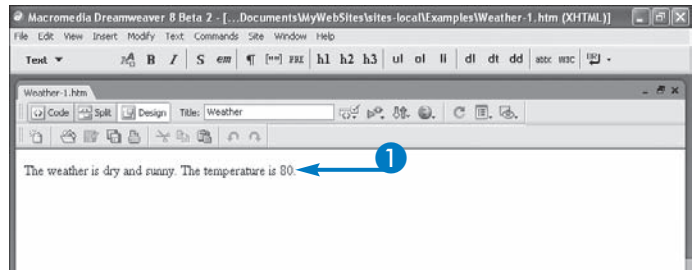 Macromedia Dreamweaver 8 Beta 2 - [...Documents\MyWebSites\sites-local\Examples\Weather-1.htm (XHTML)]
File Edit View Insert Modify Text Commands Site Window Help
Text B I S em ¶ [""] PRE h1 h2 h3 ul ol li dl dt dd abbr. W3C
Weather-1.htm
Code Split Design Title: Weather
The weather is dry and sunny. The temperature is 80.
1